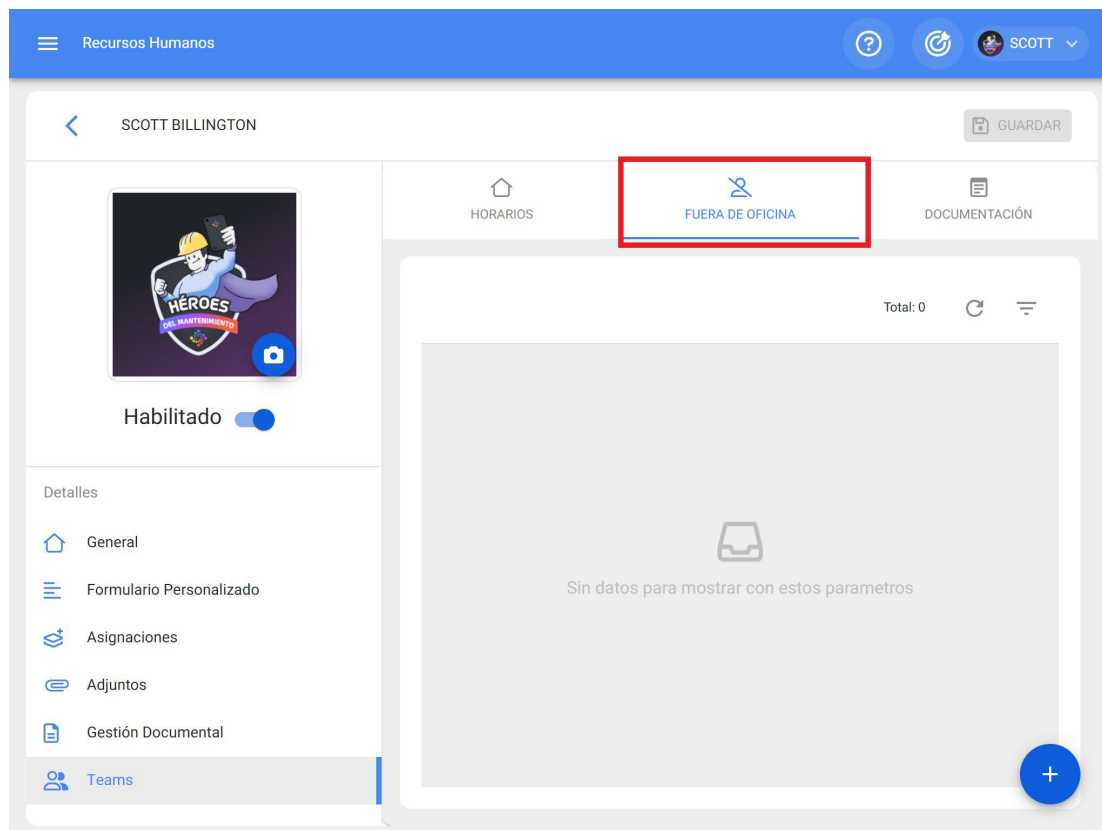 Recursos Humanos
SCOTT
SCOTT BILLINGTON
GUARDAR
HÉROES
DEL MANTENIMIENTO
Habilitado
Detalles
General
Formulario Personalizado
Asignaciones
Adjuntos
Gestión Documental
Teams
HORARIOS
FUERA DE OFICINA
DOCUMENTACIÓN
Total: 0
Sin datos para mostrar con estos parametros